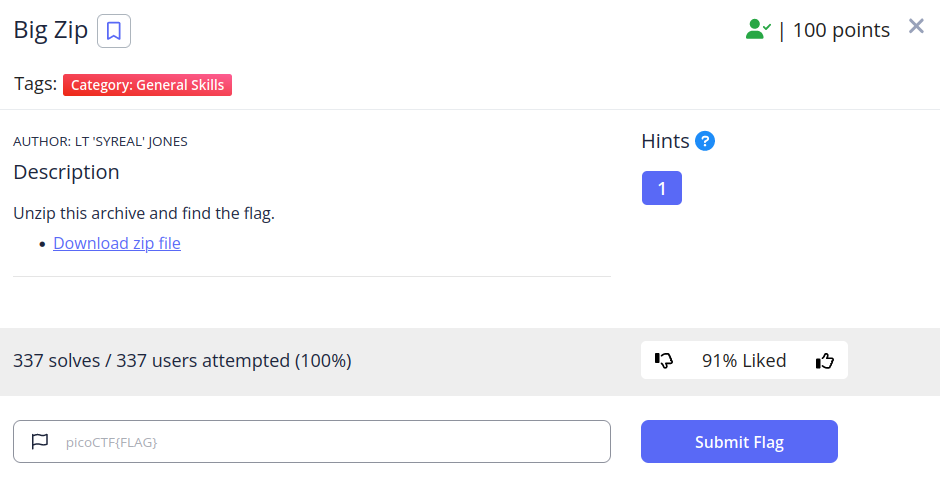 Big Zip
| 100 points
Tags: Category: General Skills
AUTHOR: LT 'SYREAL' JONES
Hints ?
Description
1
Unzip this archive and find the flag.
• Download zip file
337 solves / 337 users attempted (100%)
91% Liked
picoCTF{FLAG}
Submit Flag